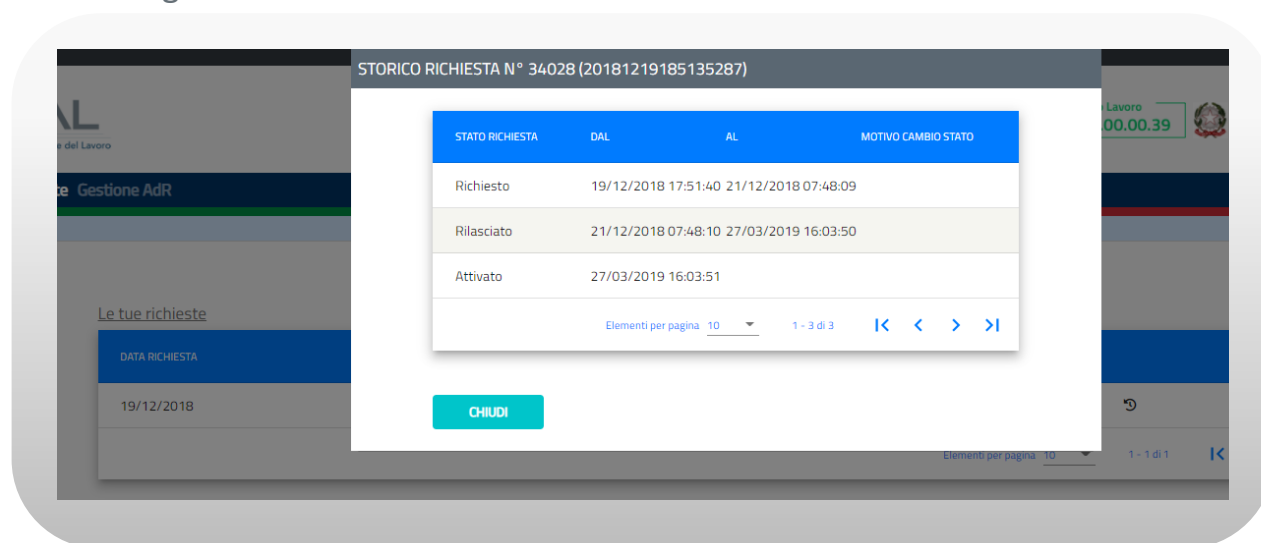 STORICO RICHIESTA N° 34028 (20181219185135287)
Lavoro
.00.00.39
e del Lavoro
Gestione AdR
STATO RICHIESTA DAL AL MOTIVO CAMBIO STATO
Richiesto 19/12/2018 17:51:40 21/12/2018 07:48:09
Rilasciato 21/12/2018 07:48:10 27/03/2019 16:03:50
Attivato 27/03/2019 16:03:51
Elementi per pagina 10 1 - 3 di 3
Le tue richieste
DATA RICHIESTA
19/12/2018
CHIUDI
Elementi per pagina 10 1 - 1 di 1